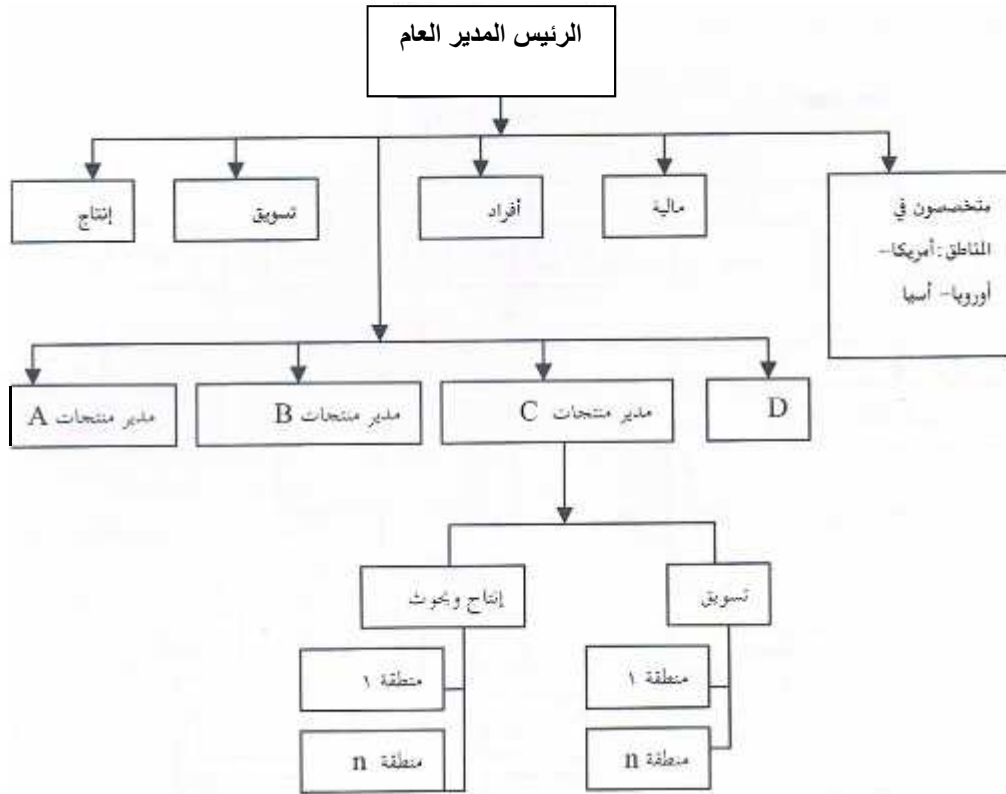 الرئيس المدير العام
متخصصون في
المناطق : أمريكا–
أوروبا– أسيا
مالية
أفراد
تسويق
إنتاج
D
مدير منتجات C
مدير منتجات B
مدير منتجات A
تسويق
إنتاج وبحوث
منطقة ١
منطقة ١
منطقة n
منطقة n